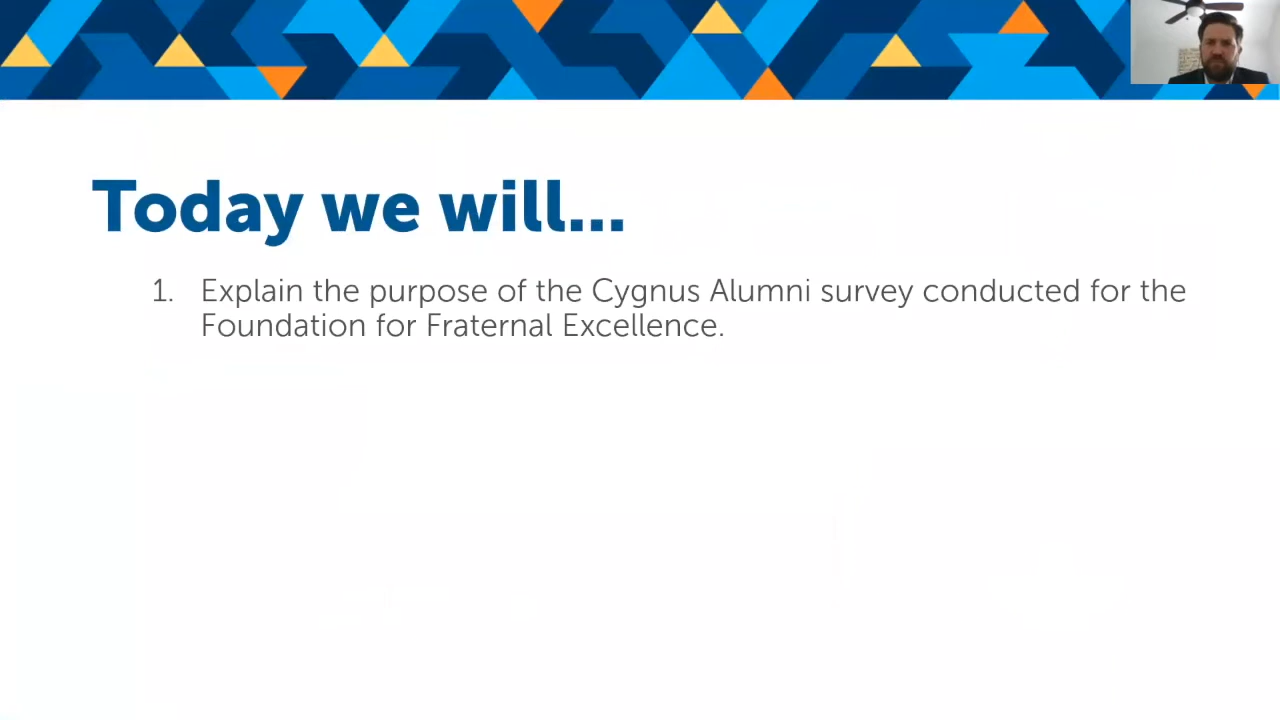 Today we will...
1. Explain the purpose of the Cygnus Alumni survey conducted for the
Foundation for Fraternal Excellence.